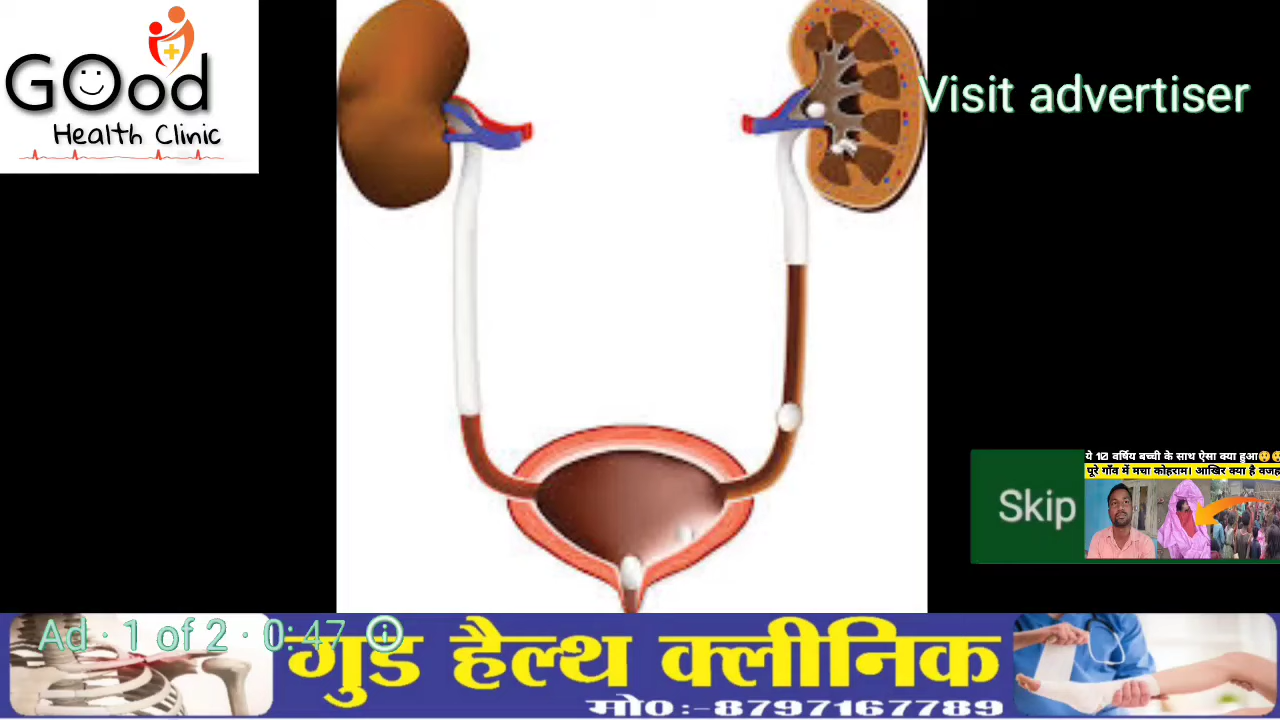 GOod
Health Clinic
Visit advertiser
ये 10 वर्षिय बच्ची के साथ ऐसा क्या हुआ😲
पूरे गाँव में मचा कोहराम। आखिर क्या है वजह
Skip
Ad · 1 of 2 · 0:47
गुड हैल्थ क्लीनिक
मो0:-8797167789